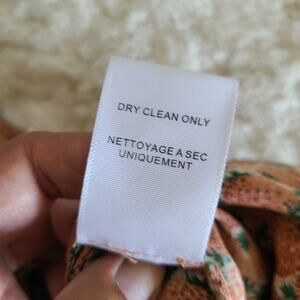 DRY CLEAN ONLY
NETTOYAGE A SEC
UNIQUEMENT